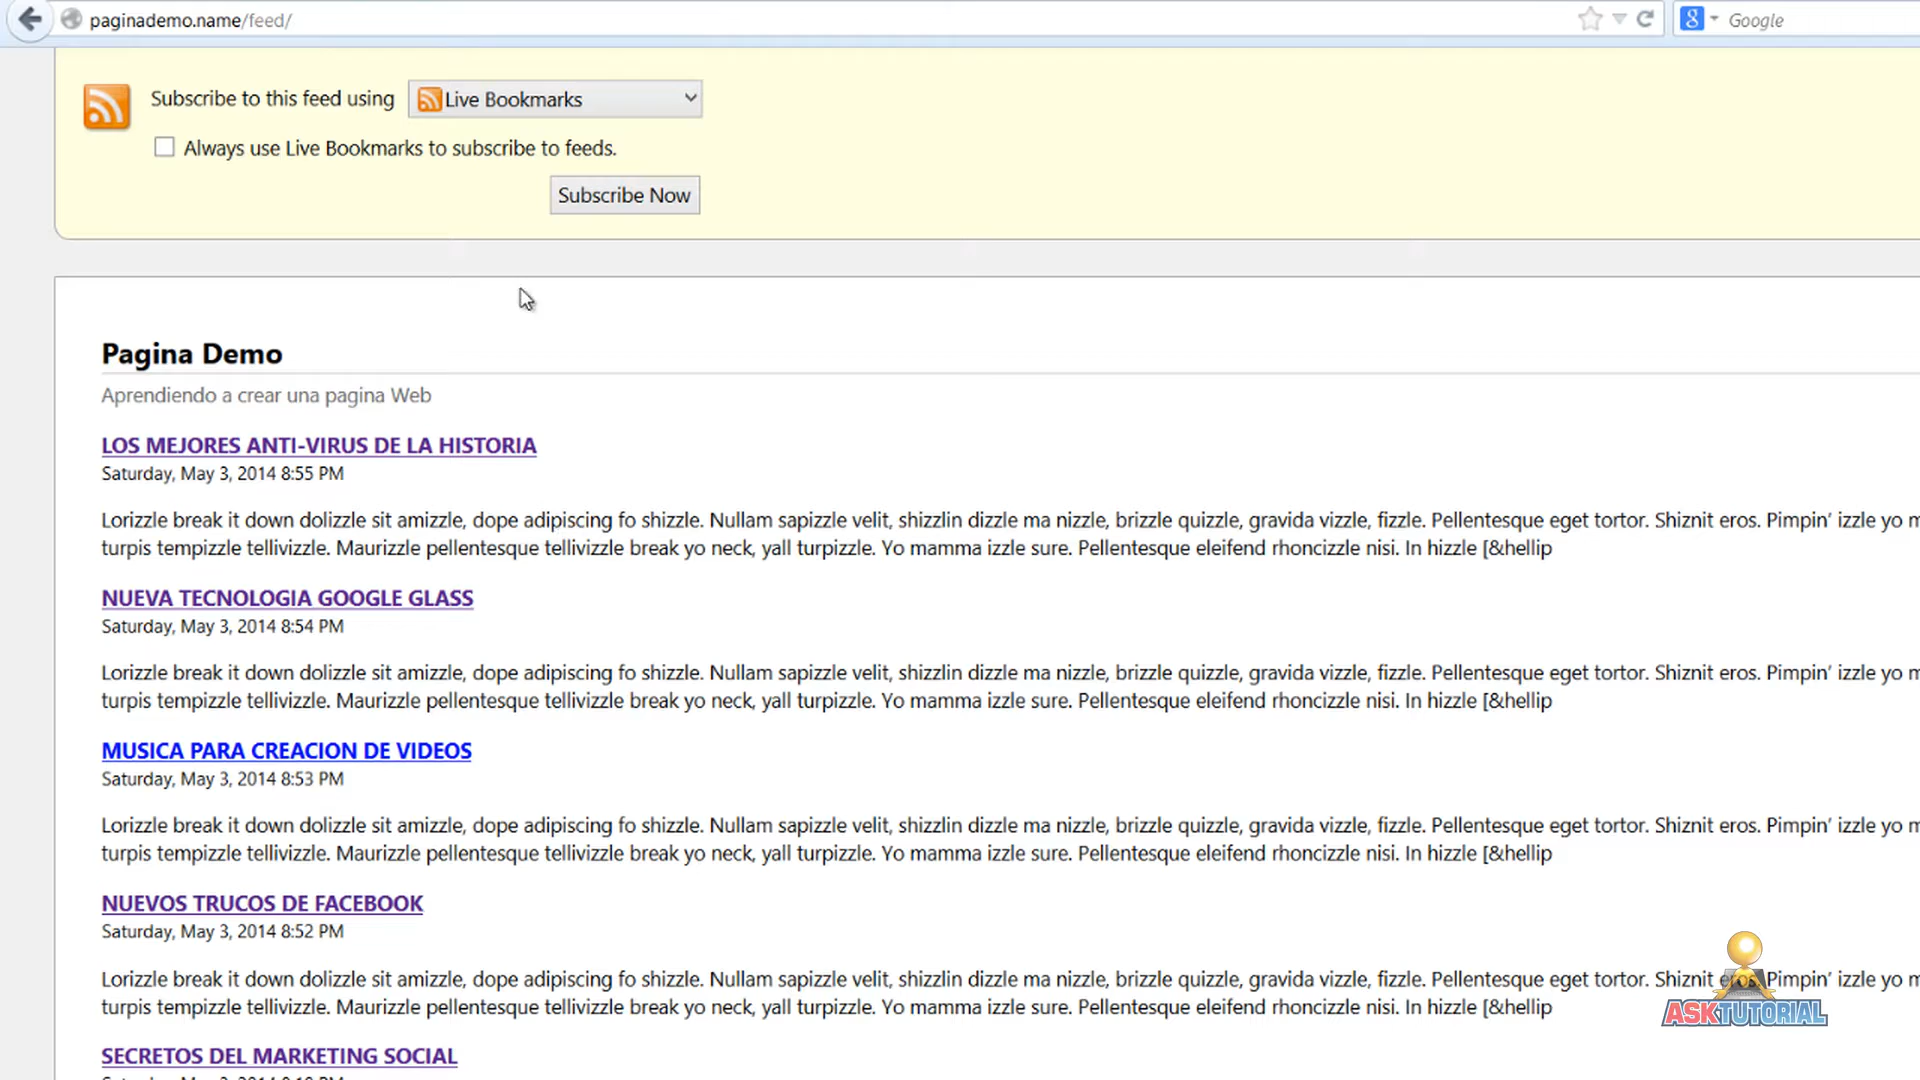 paginademo.name/feed/
Google
Subscribe to this feed using Live Bookmarks
Always use Live Bookmarks to subscribe to feeds.
Subscribe Now
Pagina Demo
Aprendiendo a crear una pagina Web
LOS MEJORES ANTI-VIRUS DE LA HISTORIA
Saturday, May 3, 2014 8:55 PM
Lorizzle break it down dolizzle sit amizzle, dope adipiscing fo shizzle. Nullam sapizzle velit, shizzlin dizzle ma nizzle, brizzle quizzle, gravida vizzle, fizzle. Pellentesque eget tortor. Shiznit eros. Pimpin’ izzle yo
turpis tempizzle tellivizzle. Maurizzle pellentesque tellivizzle break yo neck, yall turpizzle. Yo mamma izzle sure. Pellentesque eleifend rhoncizzle nisi. In hizzle [&hellip
NUEVA TECNOLOGIA GOOGLE GLASS
Saturday, May 3, 2014 8:54 PM
Lorizzle break it down dolizzle sit amizzle, dope adipiscing fo shizzle. Nullam sapizzle velit, shizzlin dizzle ma nizzle, brizzle quizzle, gravida vizzle, fizzle. Pellentesque eget tortor. Shiznit eros. Pimpin’ izzle yo
turpis tempizzle tellivizzle. Maurizzle pellentesque tellivizzle break yo neck, yall turpizzle. Yo mamma izzle sure. Pellentesque eleifend rhoncizzle nisi. In hizzle [&hellip
MUSICA PARA CREACION DE VIDEOS
Saturday, May 3, 2014 8:53 PM
Lorizzle break it down dolizzle sit amizzle, dope adipiscing fo shizzle. Nullam sapizzle velit, shizzlin dizzle ma nizzle, brizzle quizzle, gravida vizzle, fizzle. Pellentesque eget tortor. Shiznit eros. Pimpin’ izzle yo
turpis tempizzle tellivizzle. Maurizzle pellentesque tellivizzle break yo neck, yall turpizzle. Yo mamma izzle sure. Pellentesque eleifend rhoncizzle nisi. In hizzle [&hellip
NUEVOS TRUCOS DE FACEBOOK
Saturday, May 3, 2014 8:52 PM
Lorizzle break it down dolizzle sit amizzle, dope adipiscing fo shizzle. Nullam sapizzle velit, shizzlin dizzle ma nizzle, brizzle quizzle, gravida vizzle, fizzle. Pellentesque eget tortor. Shiznit eros. Pimpin’ izzle yo
turpis tempizzle tellivizzle. Maurizzle pellentesque tellivizzle break yo neck, yall turpizzle. Yo mamma izzle sure. Pellentesque eleifend rhoncizzle nisi. In hizzle [&hellip
ASKTUTORIAL
SECRETOS DEL MARKETING SOCIAL